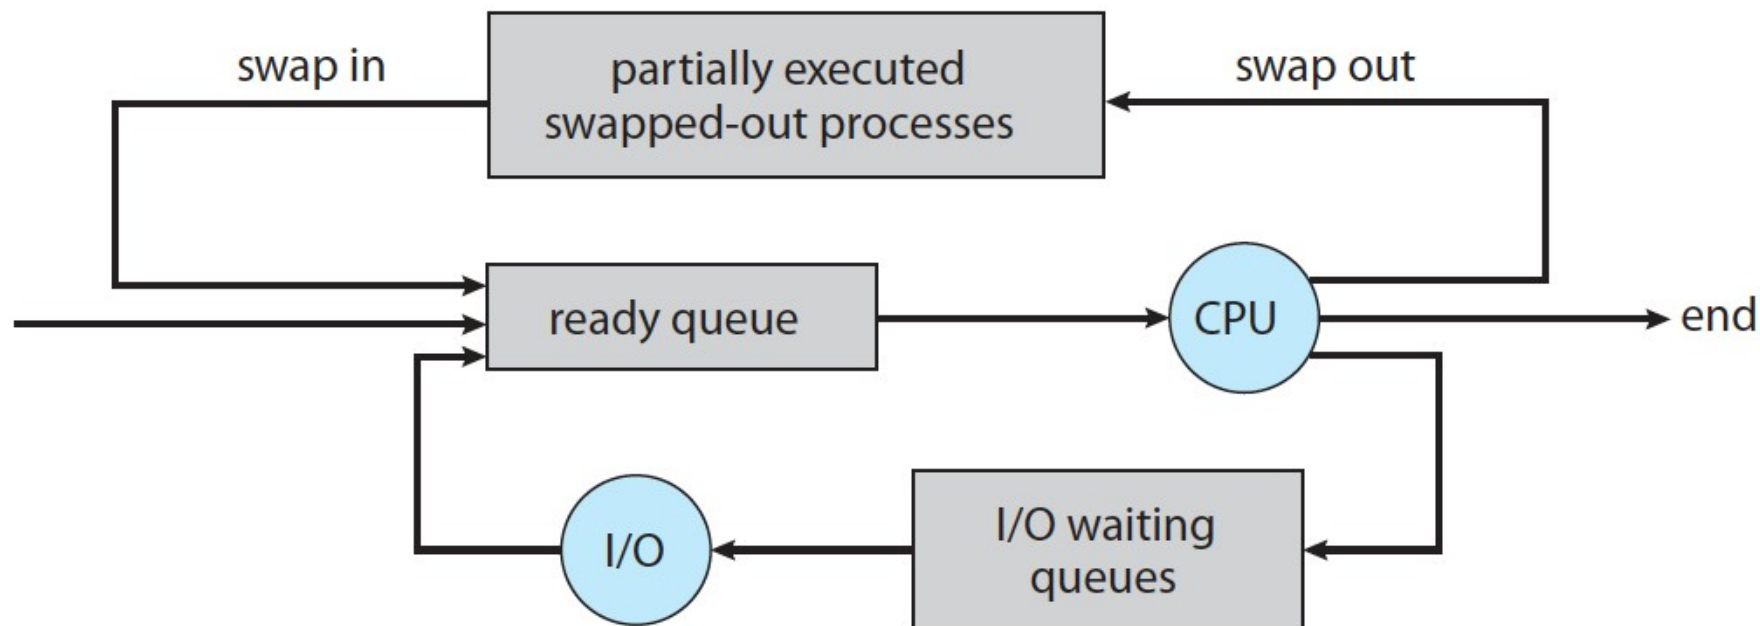 swap in
partially executed
swapped-out processes
swap out
ready queue
CPU
end
I/O
I/O waiting
queues